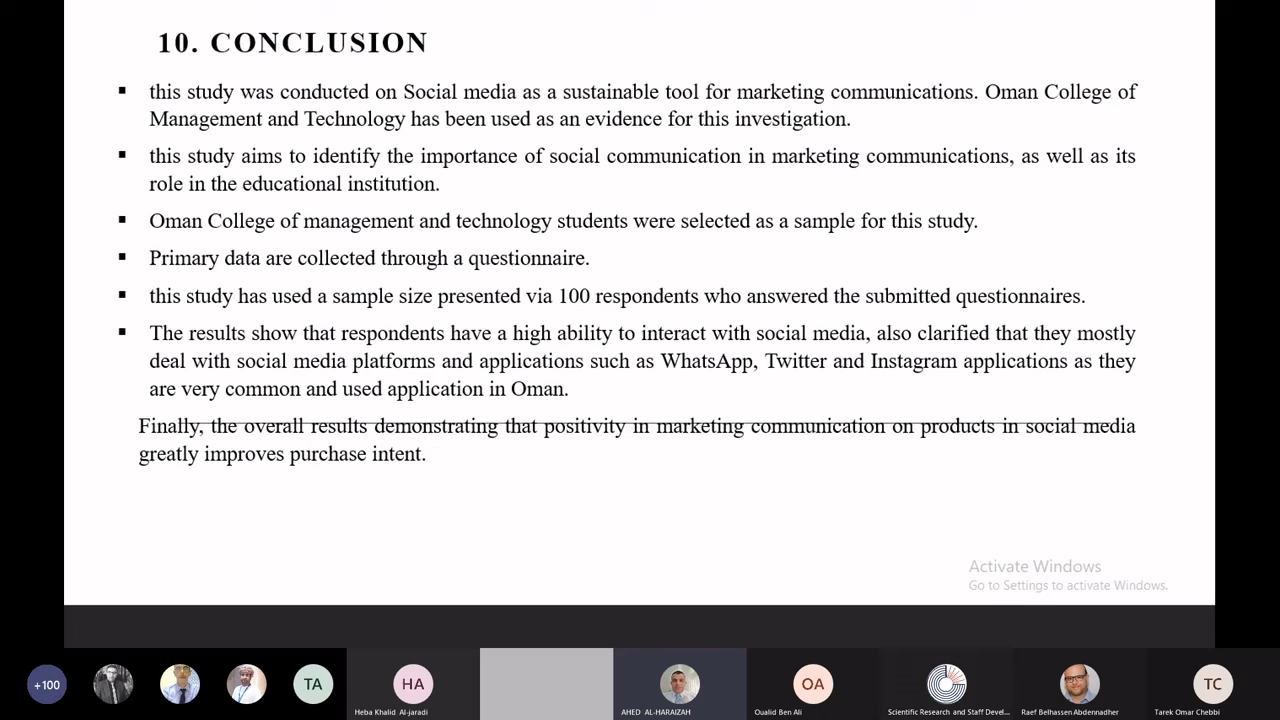 10. CONCLUSION
▪ this study was conducted on Social media as a sustainable tool for marketing communications. Oman College of
Management and Technology has been used as an evidence for this investigation.
▪ this study aims to identify the importance of social communication in marketing communications, as well as its
role in the educational institution.
▪ Oman College of management and technology students were selected as a sample for this study.
▪ Primary data are collected through a questionnaire.
▪ this study has used a sample size presented via 100 respondents who answered the submitted questionnaires.
▪ The results show that respondents have a high ability to interact with social media, also clarified that they mostly
deal with social media platforms and applications such as WhatsApp, Twitter and Instagram applications as they
are very common and used application in Oman.
Finally, the overall results demonstrating that positivity in marketing communication on products in social media
greatly improves purchase intent.
Activate Windows
Go to Settings to activate Windows.
+100
TA
HA
OA
TC
Heba Khalid Al-jaradi
AHED AL-HARAIZAH
Oualid Ben Ali
Scientific Research and Staff Devel...
Raef Belhassen Abdennadher
Tarek Omar Chebbi